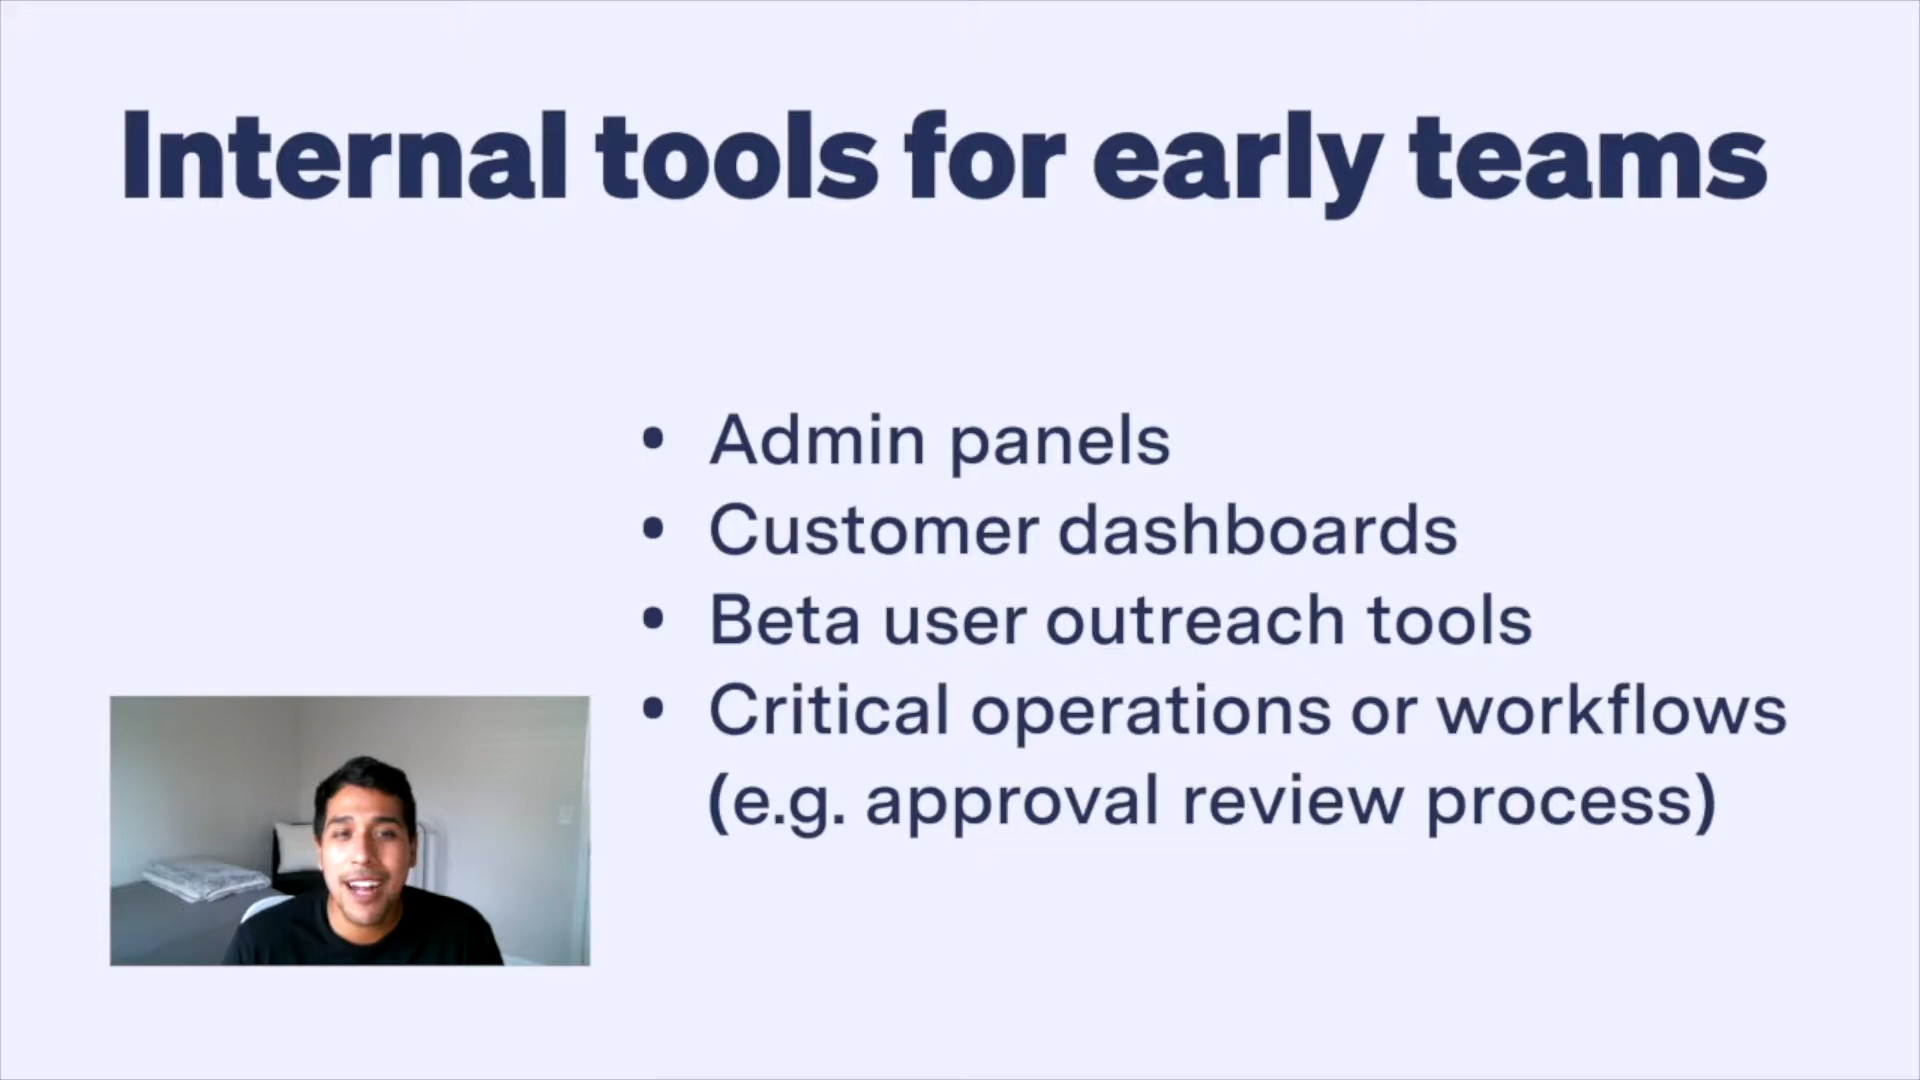 Internal tools for early teams
• Admin panels
• Customer dashboards
• Beta user outreach tools
• Critical operations or workflows
(e.g. approval review process)